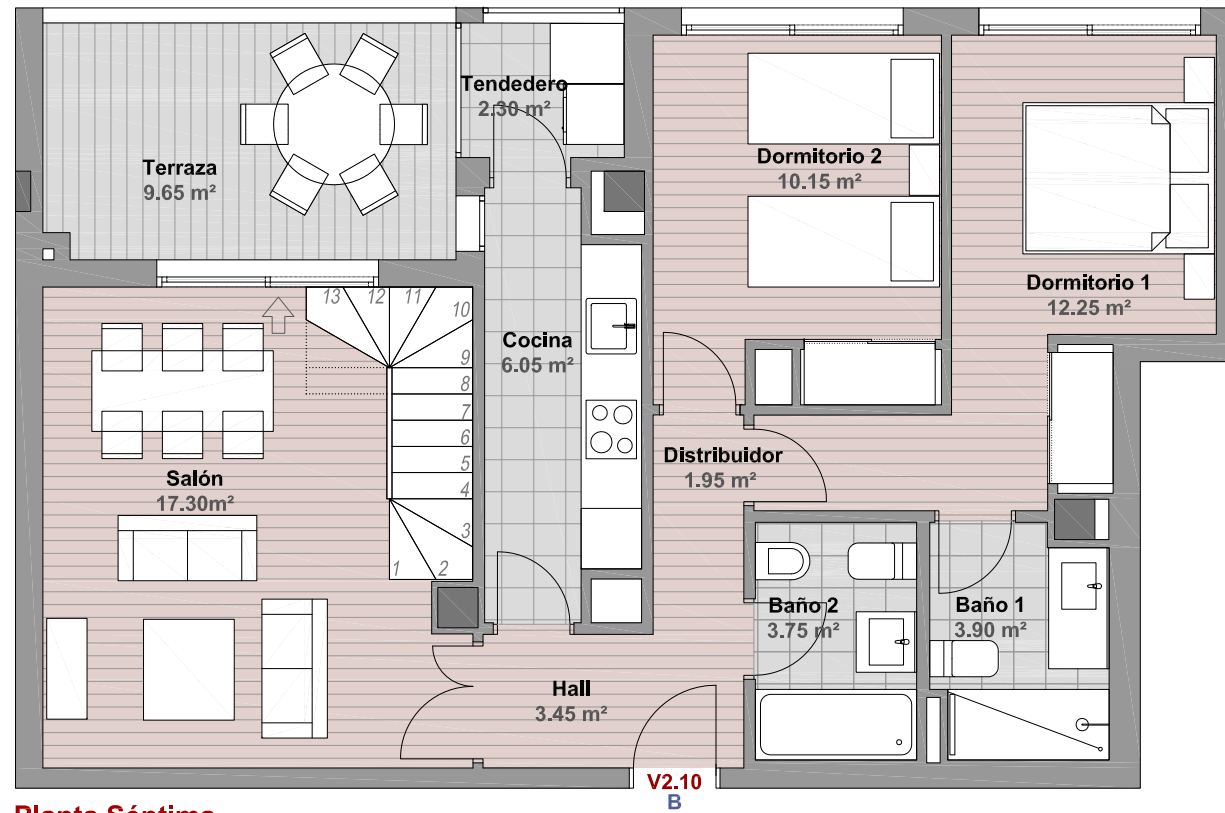 Tendedero
2.30 m²
Terraza
9.65 m²
Dormitorio 2
10.15 m²
Dormitorio 1
12.25 m²
13
12
11
10
9
8
7
6
5
4
3
2
1
Cocina
6.05 m²
Salón
17.30m²
Distribuidor
1.95 m²
Baño 2
3.75 m²
Baño 1
3.90 m²
Hall
3.45 m²
V2.10
B
Planta Séptima